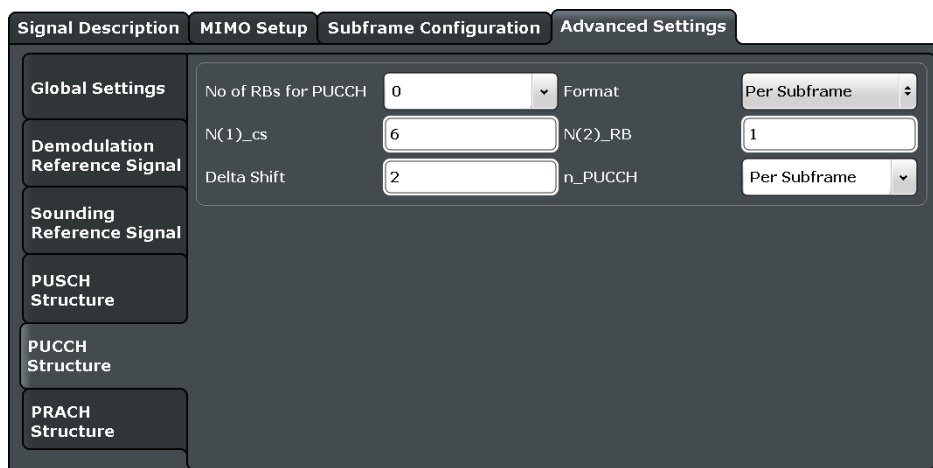 Signal Description MIMO Setup Subframe Configuration Advanced Settings
Global Settings
Demodulation
Reference Signal
Sounding
Reference Signal
PUSCH
Structure
PUCCH
Structure
PRACH
Structure
No of RBs for PUCCH 0 Format Per Subframe
N(1)_cs 6 N(2)_RB 1
Delta Shift 2 n_PUCCH Per Subframe